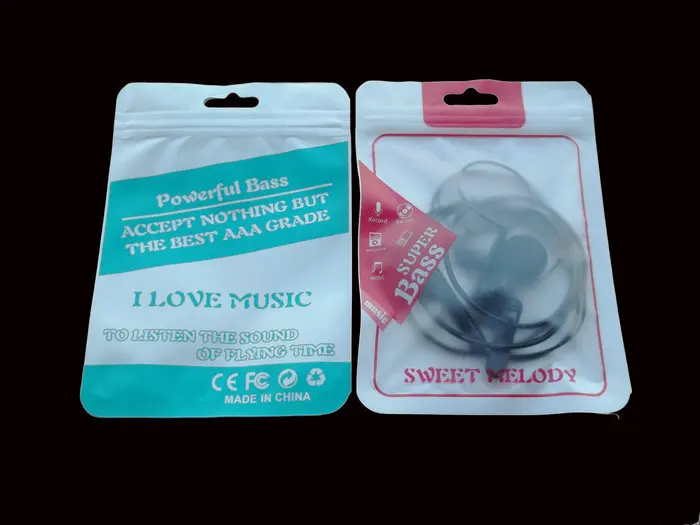 Powerful Bass
ACCEPT NOTHING BUT
THE BEST AAA GRADE
I LOVE MUSIC
TO LISTEN THE SOUND
OF FLYING TIME
CE FC
MADE IN CHINA
Record
SUPER
Bass
MUSIC
music
SWEET MELODY